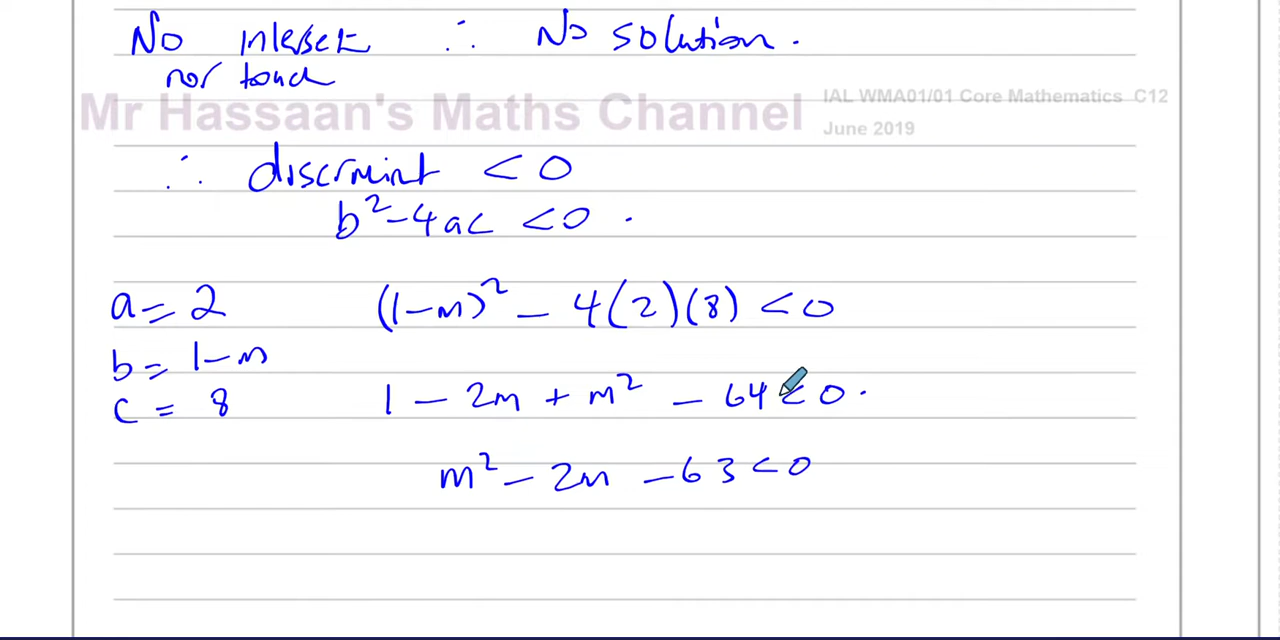 No intersect ∴ No solution.
nor touch
Mr Hassaan's Maths Channel
IAL WMA01/01 Core Mathematics C12
June 2019
∴ discrmint < 0
b² - 4ac < 0 .
a = 2 (1-m)² - 4(2)(8) < 0
b = 1-m
c = 8 1 - 2m + m² - 64 < 0 .
m² - 2m - 63 < 0